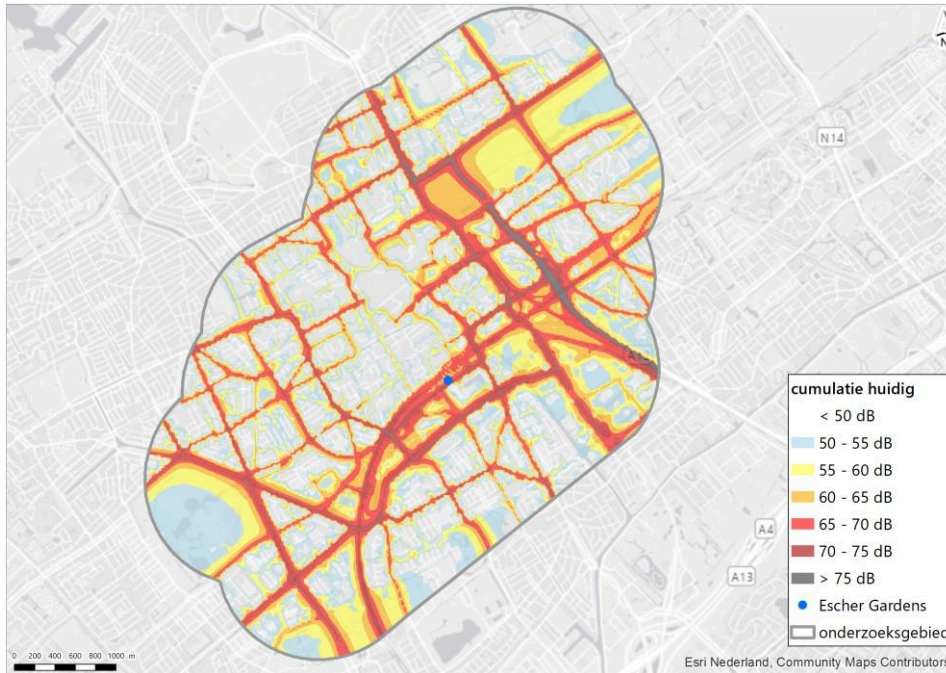 N
N14
A12
cumulatie huidig
< 50 dB
50 - 55 dB
55 - 60 dB
60 - 65 dB
65 - 70 dB
70 - 75 dB
> 75 dB
Escher Gardens
onderzoeksgebied
A4
A13
0 200 400 600 800 1000 m
Esri Nederland, Community Maps Contributors